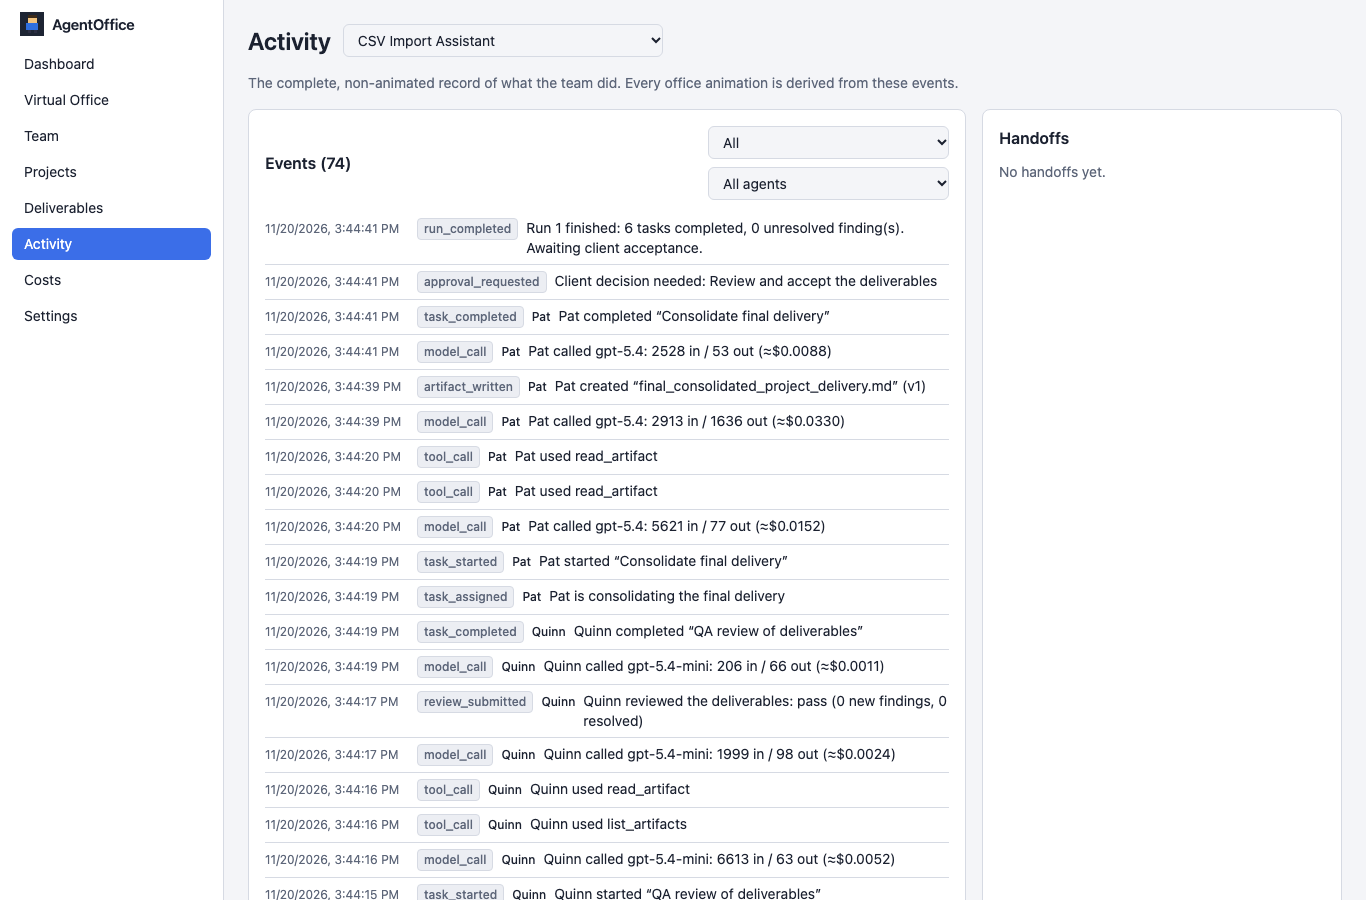 AgentOffice
Dashboard
Virtual Office
Team
Projects
Deliverables
Activity
Costs
Settings
Activity
CSV Import Assistant
The complete, non-animated record of what the team did. Every office animation is derived from these events.
Events (74)
All
All agents
11/20/2026, 3:44:41 PM run_completed Run 1 finished: 6 tasks completed, 0 unresolved finding(s).
Awaiting client acceptance.
11/20/2026, 3:44:41 PM approval_requested Client decision needed: Review and accept the deliverables
11/20/2026, 3:44:41 PM task_completed Pat Pat completed “Consolidate final delivery”
11/20/2026, 3:44:41 PM model_call Pat Pat called gpt-5.4: 2528 in / 53 out (≈$0.0088)
11/20/2026, 3:44:39 PM artifact_written Pat Pat created “final_consolidated_project_delivery.md” (v1)
11/20/2026, 3:44:39 PM model_call Pat Pat called gpt-5.4: 2913 in / 1636 out (≈$0.0330)
11/20/2026, 3:44:20 PM tool_call Pat Pat used read_artifact
11/20/2026, 3:44:20 PM tool_call Pat Pat used read_artifact
11/20/2026, 3:44:20 PM model_call Pat Pat called gpt-5.4: 5621 in / 77 out (≈$0.0152)
11/20/2026, 3:44:19 PM task_started Pat Pat started “Consolidate final delivery”
11/20/2026, 3:44:19 PM task_assigned Pat Pat is consolidating the final delivery
11/20/2026, 3:44:19 PM task_completed Quinn Quinn completed “QA review of deliverables”
11/20/2026, 3:44:19 PM model_call Quinn Quinn called gpt-5.4-mini: 206 in / 66 out (≈$0.0011)
11/20/2026, 3:44:17 PM review_submitted Quinn Quinn reviewed the deliverables: pass (0 new findings, 0
resolved)
11/20/2026, 3:44:17 PM model_call Quinn Quinn called gpt-5.4-mini: 1999 in / 98 out (≈$0.0024)
11/20/2026, 3:44:16 PM tool_call Quinn Quinn used read_artifact
11/20/2026, 3:44:16 PM tool_call Quinn Quinn used list_artifacts
11/20/2026, 3:44:16 PM model_call Quinn Quinn called gpt-5.4-mini: 6613 in / 63 out (≈$0.0052)
11/20/2026, 3:44:15 PM task_started Quinn Quinn started “QA review of deliverables”
Handoffs
No handoffs yet.